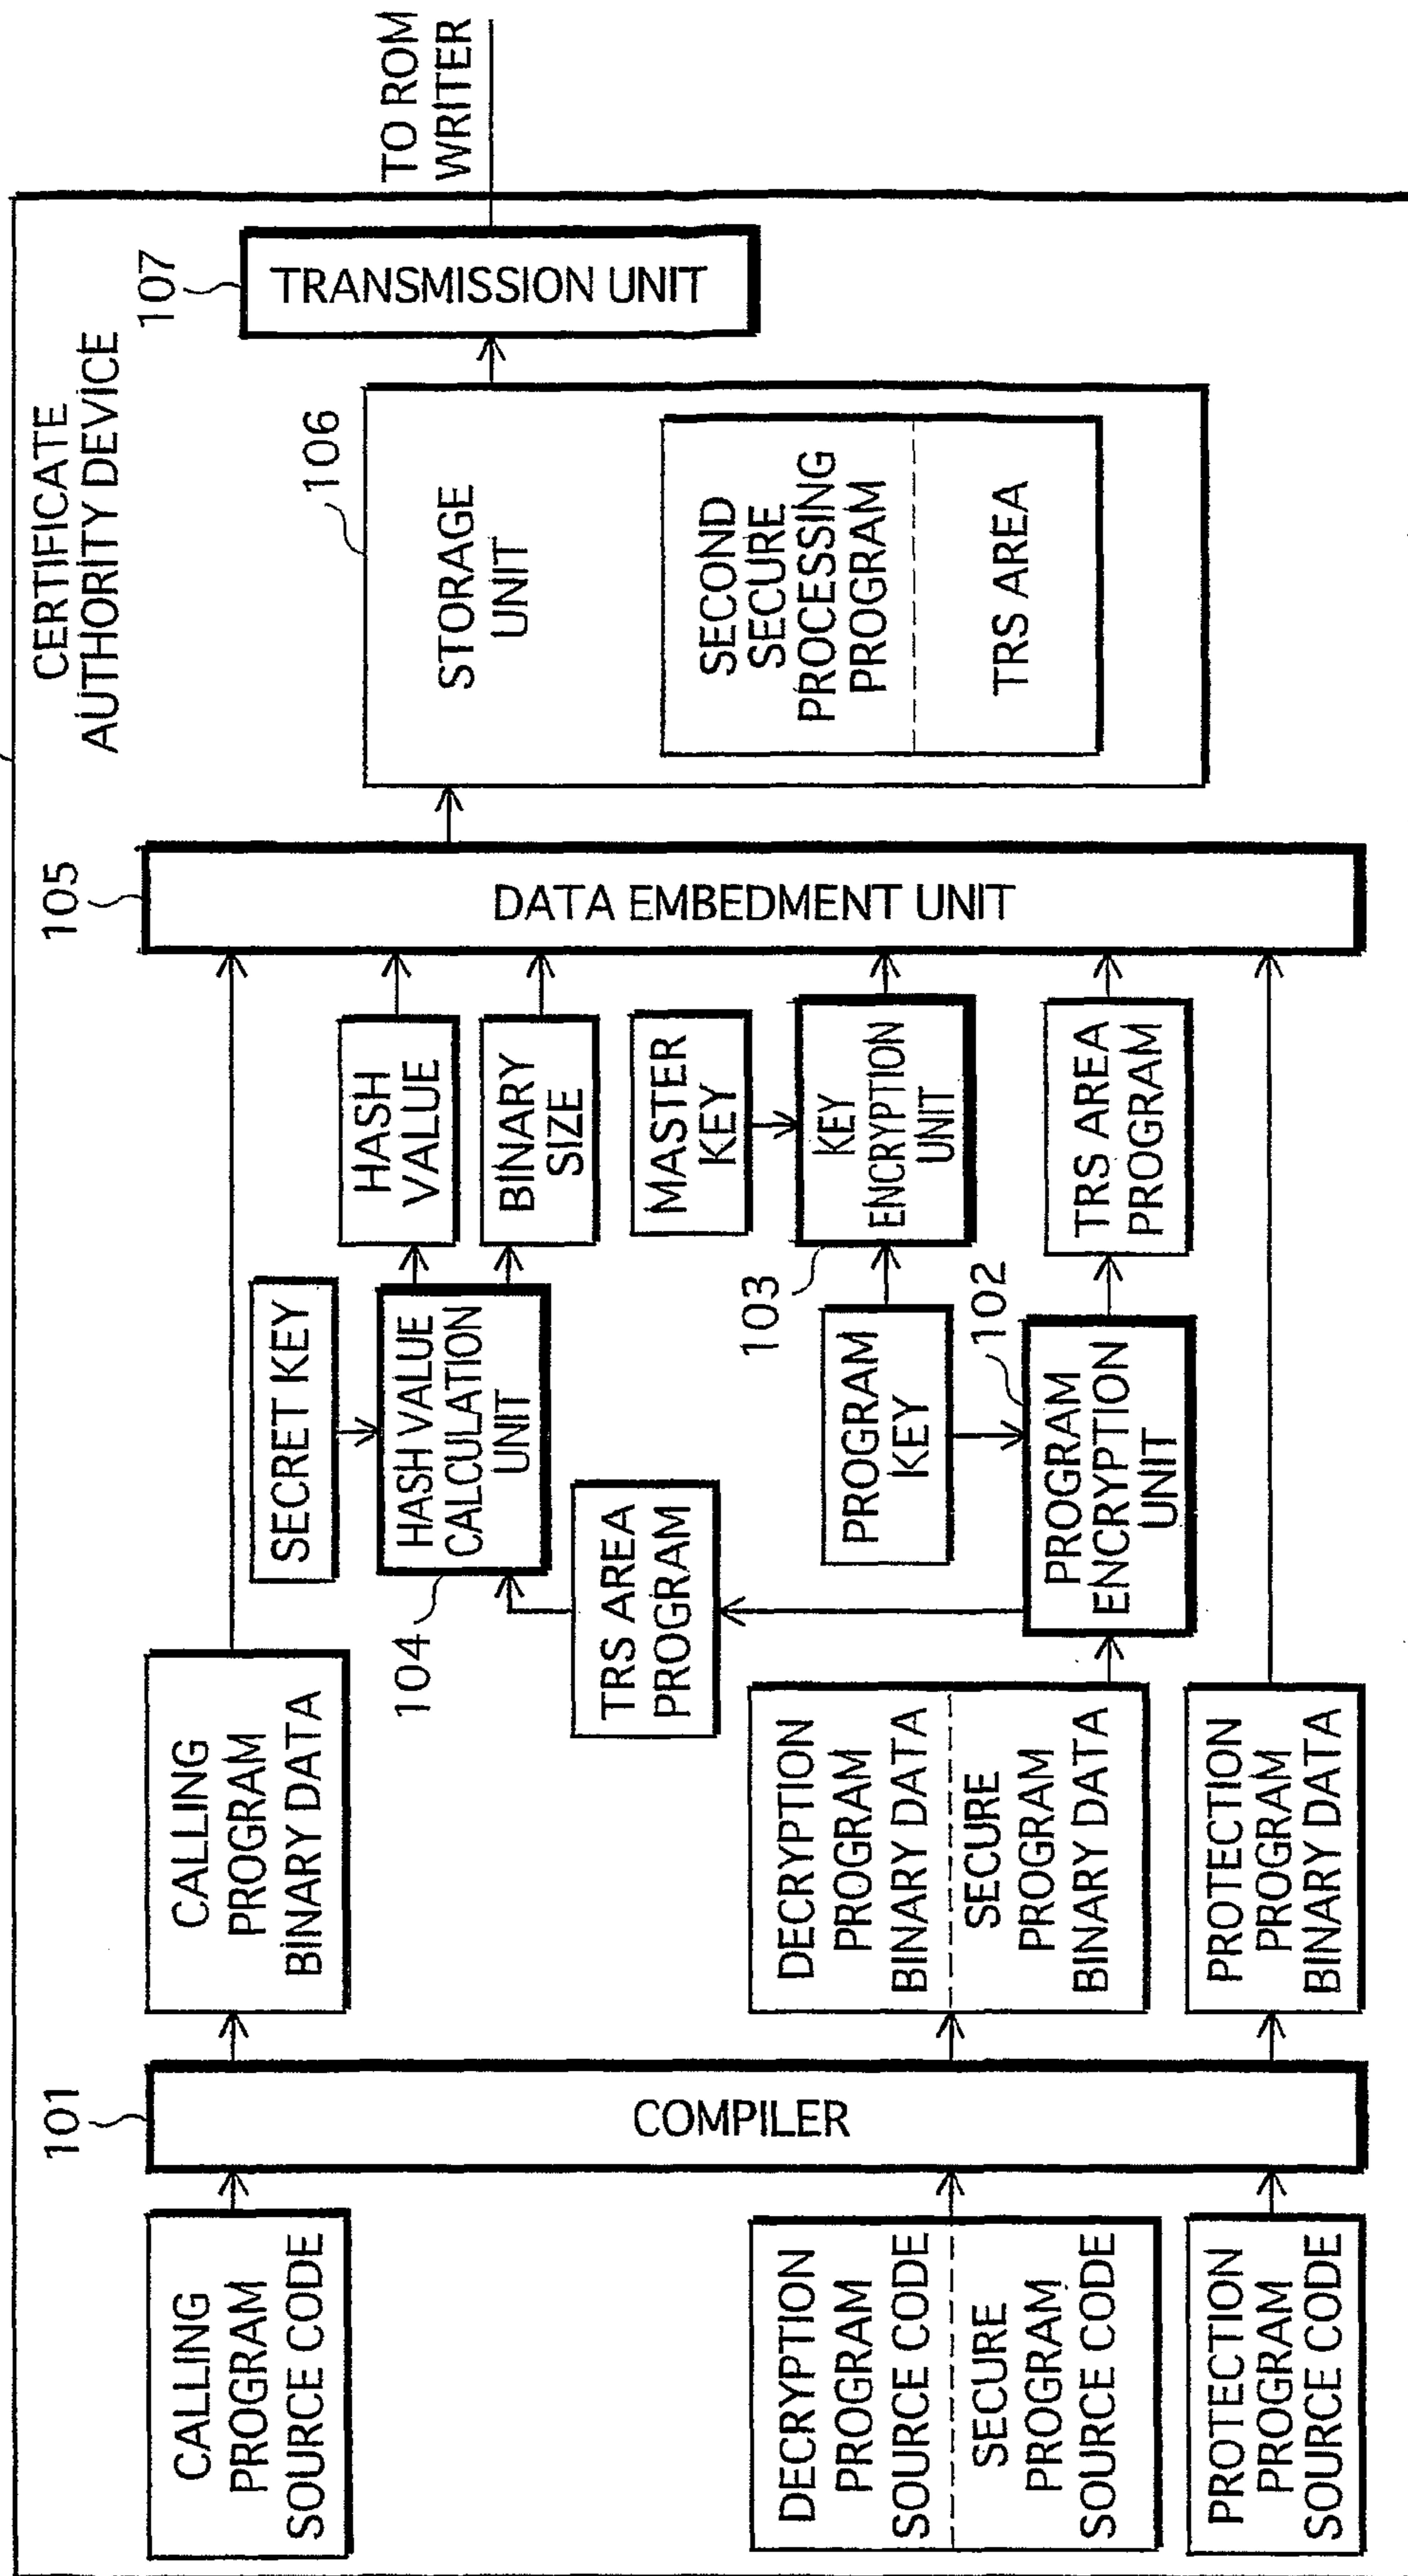 CERTIFICATE
AUTHORITY DEVICE
CALLING
PROGRAM
SOURCE CODE
DECRYPTION
PROGRAM
SOURCE CODE
SECURE
PROGRAM
SOURCE CODE
PROTECTION
PROGRAM
SOURCE CODE
101
COMPILER
CALLING
PROGRAM
BINARY DATA
DECRYPTION
PROGRAM
BINARY DATA
SECURE
PROGRAM
BINARY DATA
PROTECTION
PROGRAM
BINARY DATA
TRS AREA
PROGRAM
SECRET KEY
104
HASH VALUE
CALCULATION
UNIT
PROGRAM
KEY
102
PROGRAM
ENCRYPTION
UNIT
HASH
VALUE
BINARY
SIZE
MASTER
KEY
103
KEY
ENCRYPTION
UNIT
TRS AREA
PROGRAM
105
DATA EMBEDMENT UNIT
106
STORAGE
UNIT
SECOND
SECURE
PROCESSING
PROGRAM
TRS AREA
107
TRANSMISSION UNIT
TO ROM
WRITER